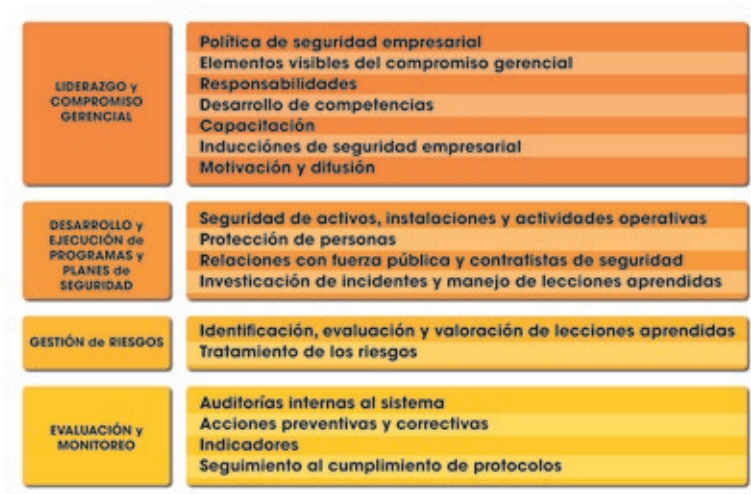 LIDERAZGO y
COMPROMISO
GERENCIAL
Política de seguridad empresarial
Elementos visibles del compromiso gerencial
Responsabilidades
Desarrollo de competencias
Capacitación
Inducciónes de seguridad empresarial
Motivación y difusión
DESARROLLO y
EJECUCIÓN de
PROGRAMAS y
PLANES de
SEGURIDAD
Seguridad de activos, instalaciones y actividades operativas
Protección de personas
Relaciones con fuerza pública y contratistas de seguridad
Investicación de incidentes y manejo de lecciones aprendidas
GESTIÓN de RIESGOS
Identificación, evaluación y valoración de lecciones aprendidas
Tratamiento de los riesgos
EVALUACIÓN y
MONITOREO
Auditorías internas al sistema
Acciones preventivas y correctivas
Indicadores
Seguimiento al cumplimiento de protocolos